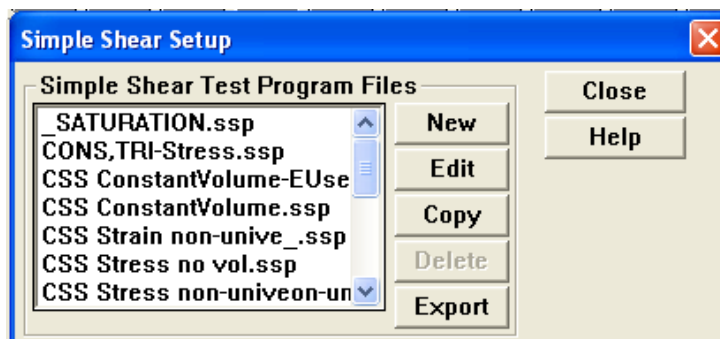 Simple Shear Setup
Simple Shear Test Program Files
_SATURATION.ssp
CONS,TRI-Stress.ssp
CSS ConstantVolume-EUse
CSS ConstantVolume.ssp
CSS Strain non-unive_.ssp
CSS Stress no vol.ssp
CSS Stress non-univeon-un
New
Edit
Copy
Delete
Export
Close
Help